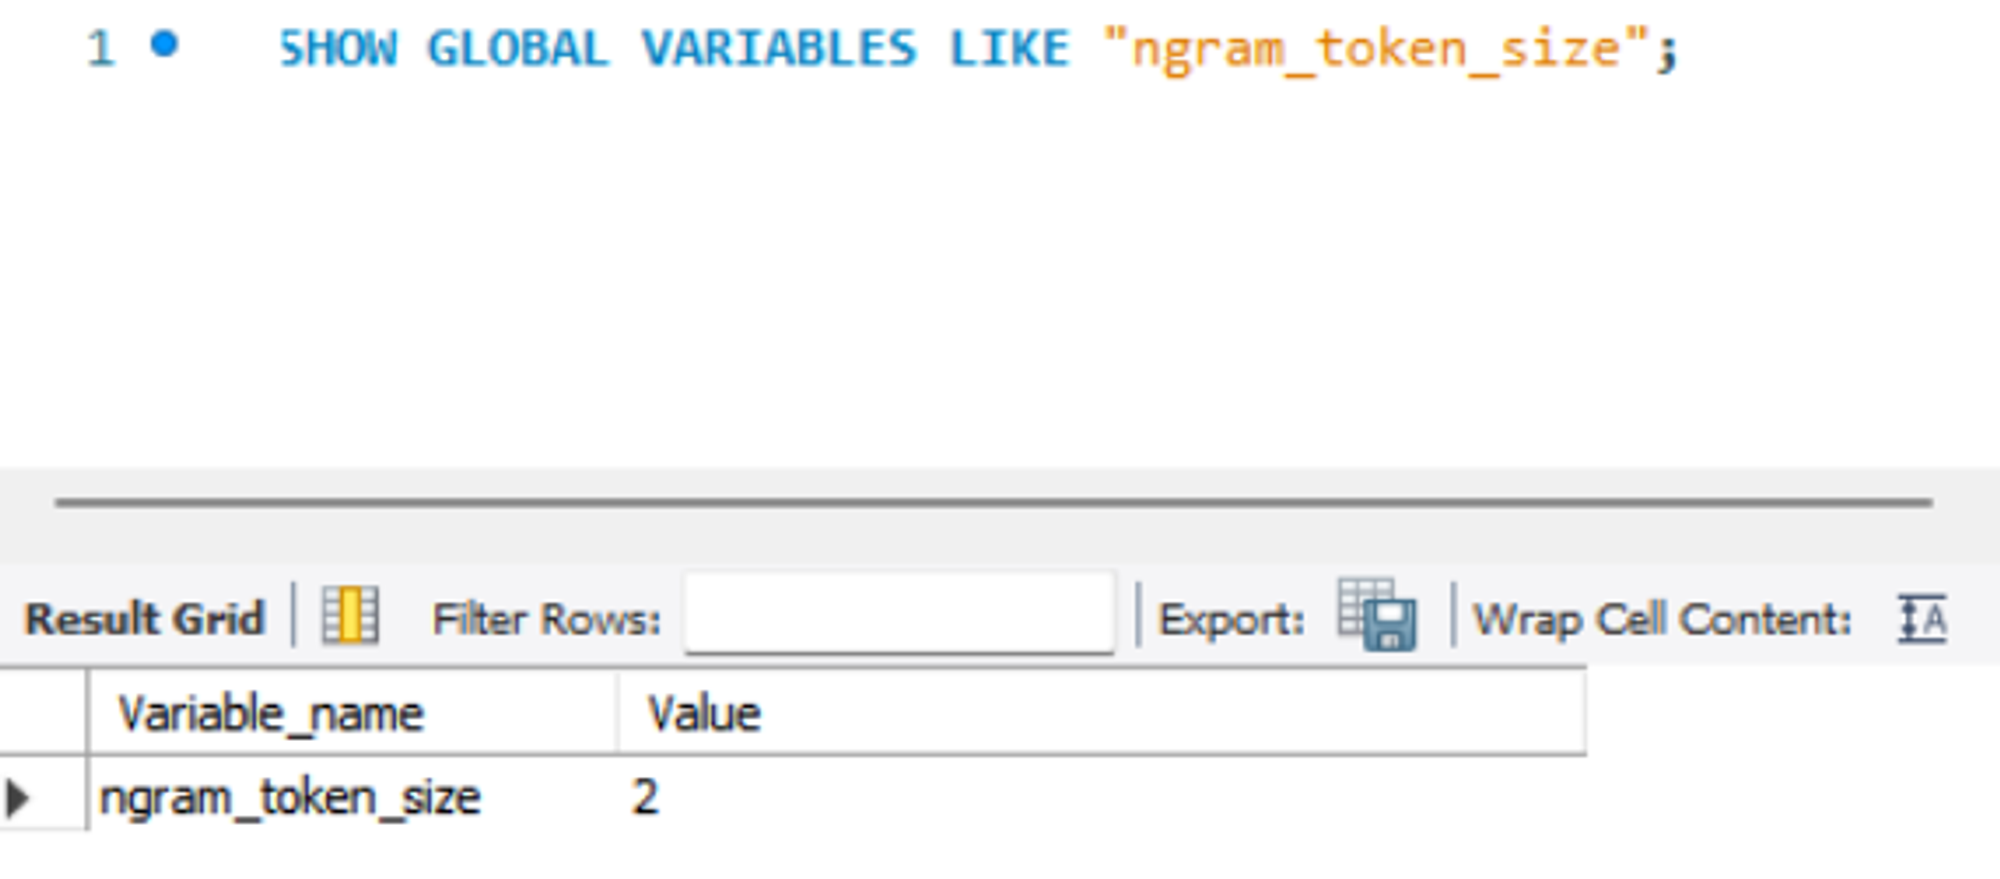 1 SHOW GLOBAL VARIABLES LIKE "ngram_token_size";
Result Grid Filter Rows: Export: Wrap Cell Content: A
Variable_name Value
ngram_token_size 2